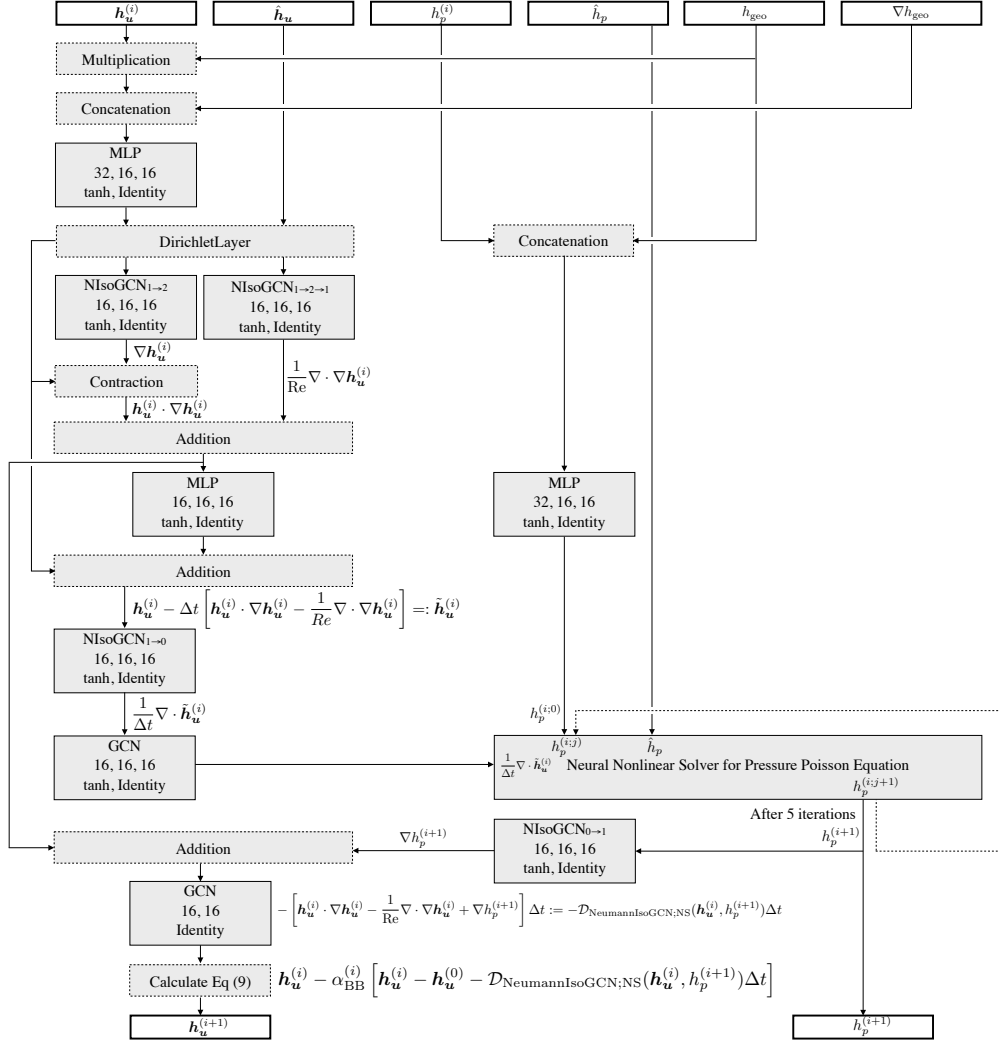 h_u^{(i)}
ĥ_u
h_p^{(i)}
ĥ_p
h_geo
∇h_geo
Multiplication
Concatenation
MLP
32, 16, 16
tanh, Identity
DirichletLayer
Concatenation
NIsoGCN_{1→2}
16, 16, 16
tanh, Identity
NIsoGCN_{1→2→1}
16, 16, 16
tanh, Identity
∇h_u^{(i)}
1/Re ∇ · ∇h_u^{(i)}
Contraction
h_u^{(i)} · ∇h_u^{(i)}
Addition
MLP
16, 16, 16
tanh, Identity
MLP
32, 16, 16
tanh, Identity
Addition
h_u^{(i)} − Δt [h_u^{(i)} · ∇h_u^{(i)} − 1/Re ∇ · ∇h_u^{(i)}] =: h̃_u^{(i)}
NIsoGCN_{1→0}
16, 16, 16
tanh, Identity
1/Δt ∇ · h̃_u^{(i)}
h_p^{(i;0)}
GCN
16, 16, 16
tanh, Identity
h_p^{(i;j)}
ĥ_p
1/Δt ∇ · h̃_u^{(i)} Neural Nonlinear Solver for Pressure Poisson Equation
h_p^{(i;j+1)}
After 5 iterations
h_p^{(i+1)}
NIsoGCN_{0→1}
16, 16, 16
tanh, Identity
∇h_p^{(i+1)}
Addition
GCN
16, 16
Identity
− [h_u^{(i)} · ∇h_u^{(i)} − 1/Re ∇ · ∇h_u^{(i)} + ∇h_p^{(i+1)}] Δt := −D_{NeumannIsoGCN;NS}(h_u^{(i)}, h_p^{(i+1)})Δt
Calculate Eq (9)
h_u^{(i)} − α_{BB}^{(i)} [h_u^{(i)} − h_u^{(0)} − D_{NeumannIsoGCN;NS}(h_u^{(i)}, h_p^{(i+1)})Δt]
h_u^{(i+1)}
h_p^{(i+1)}